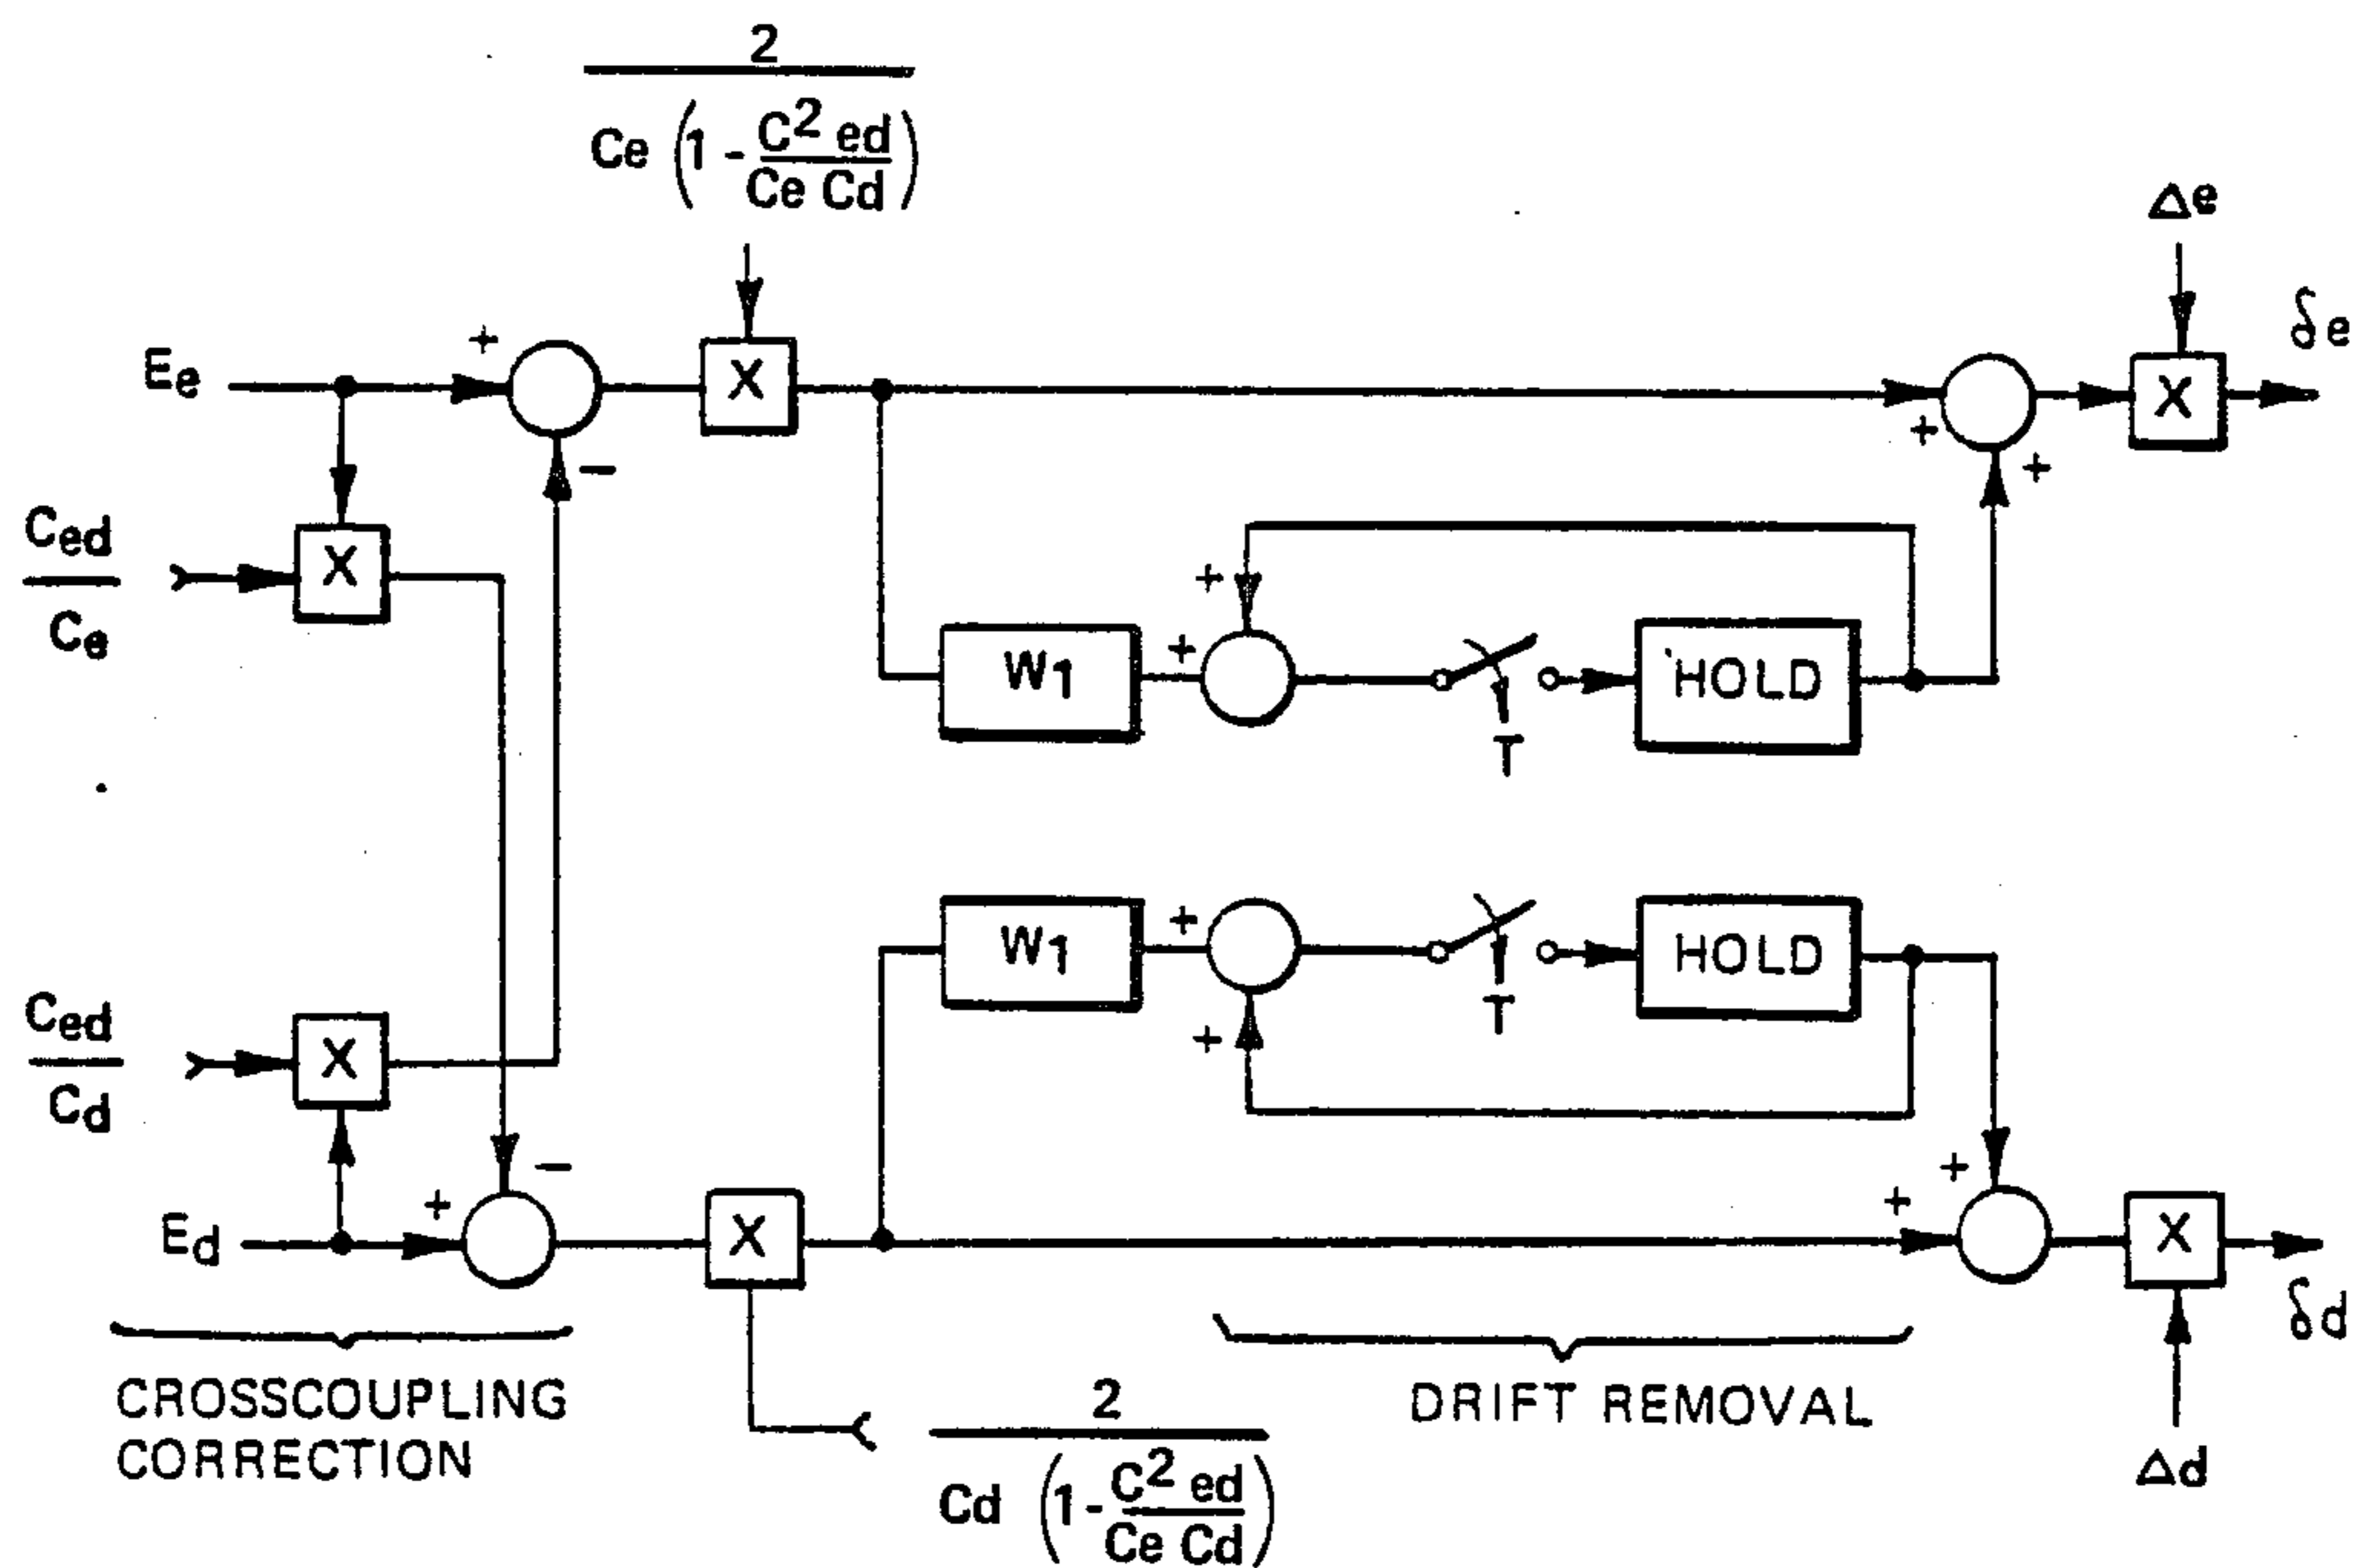 2
Ce (1 - C² ed / Ce Cd)
Δe
Ee
+
X
X
δe
−
+
+
Ced
Ce
X
+
W1
+
HOLD
T
W1
+
HOLD
T
+
Ced
Cd
X
−
+
+
+
Ed
X
X
δd
CROSSCOUPLING
CORRECTION
DRIFT REMOVAL
2
Cd (1 - C² ed / Ce Cd)
Δd